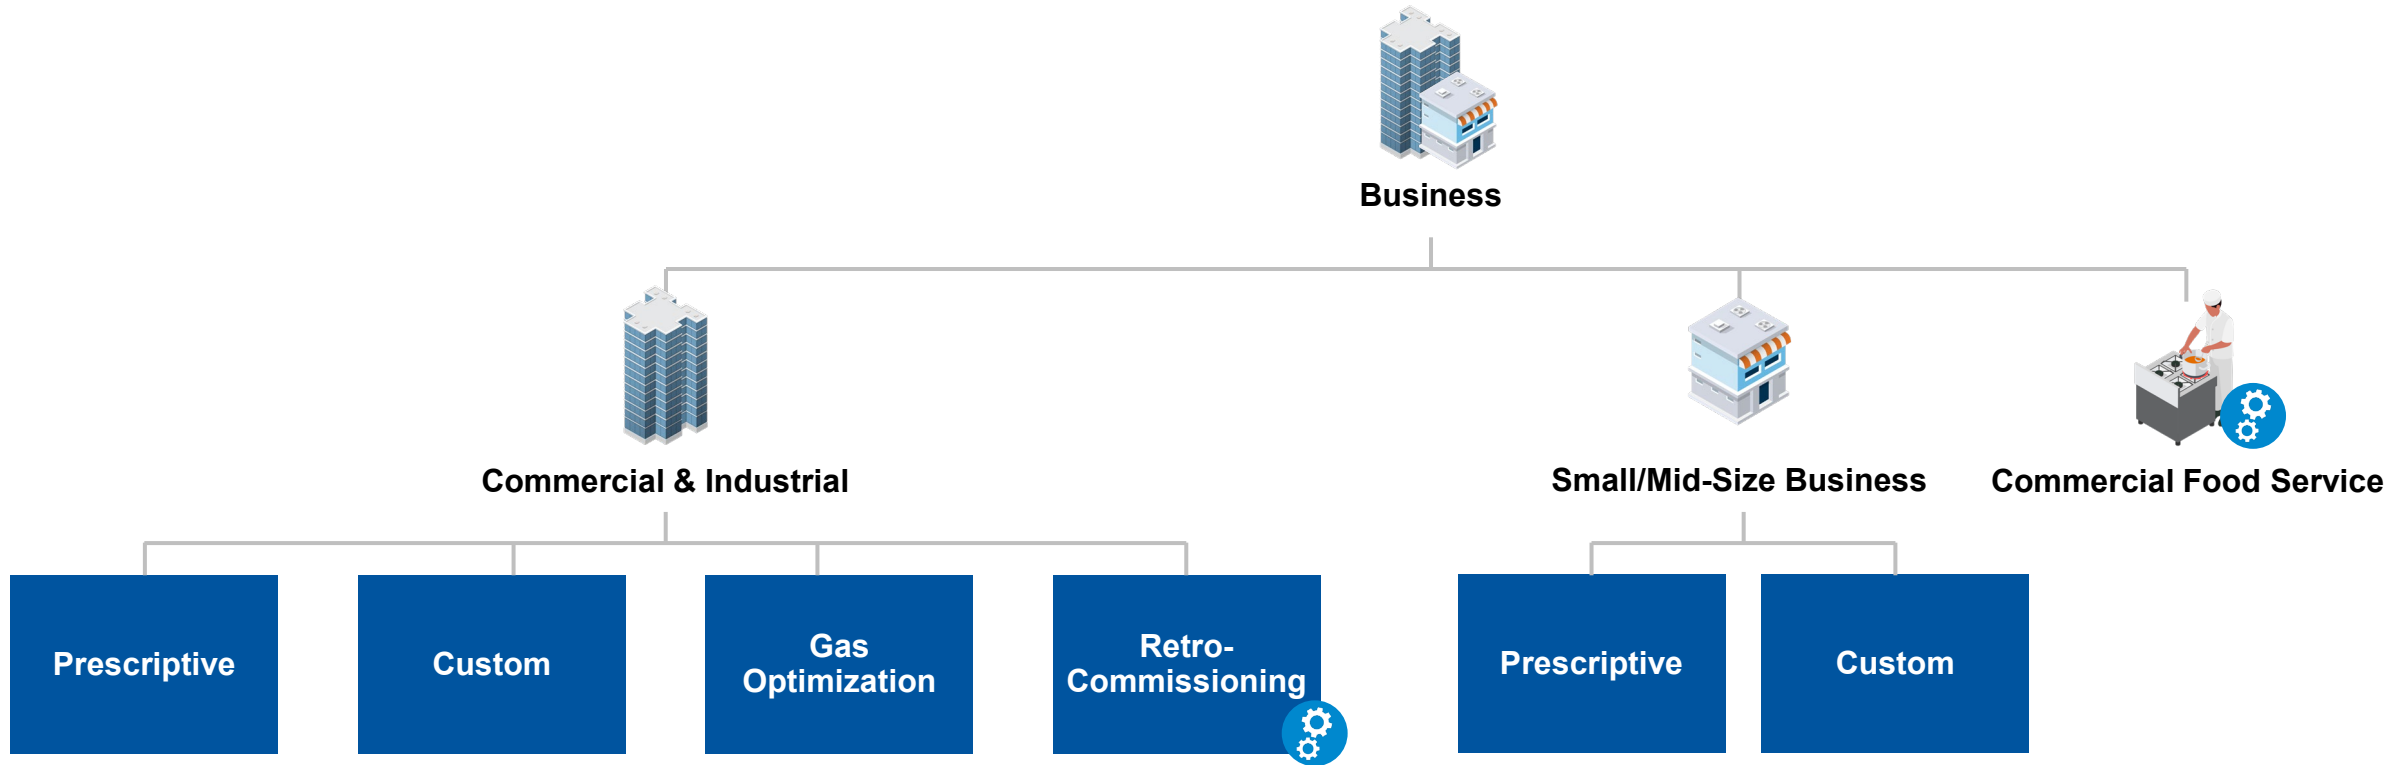 Business
Commercial & Industrial
Small/Mid-Size Business
Commercial Food Service
Prescriptive
Custom
Gas
Optimization
Retro-
Commissioning
Prescriptive
Custom